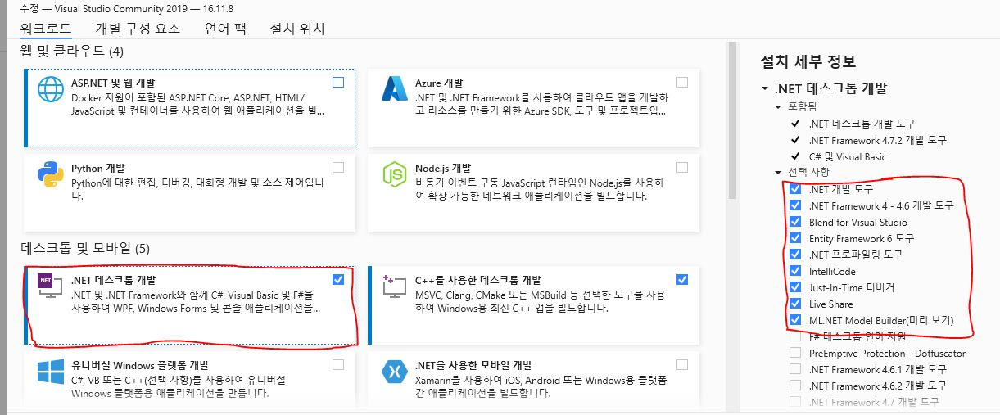 수정 — Visual Studio Community 2019 — 16.11.8
워크로드 개별 구성 요소 언어 팩 설치 위치
웹 및 클라우드 (4)
ASP.NET 및 웹 개발
Docker 지원이 포함된 ASP.NET Core, ASP.NET, HTML/
JavaScript 및 컨테이너를 사용하여 웹 애플리케이션을 빌...
Azure 개발
.NET 및 .NET Framework를 사용하여 클라우드 앱을 개발하
고 리소스를 만들기 위한 Azure SDK, 도구 및 프로젝트입...
Python 개발
Python에 대한 편집, 디버깅, 대화형 개발 및 소스 제어입니
다.
Node.js 개발
비동기 이벤트 구동 JavaScript 런타임인 Node.js를 사용하
여 확장 가능한 네트워크 애플리케이션을 빌드합니다.
데스크톱 및 모바일 (5)
.NET 데스크톱 개발
.NET 및 .NET Framework와 함께 C#, Visual Basic 및 F#을
사용하여 WPF, Windows Forms 및 콘솔 애플리케이션을...
C++를 사용한 데스크톱 개발
MSVC, Clang, CMake 또는 MSBuild 등 선택한 도구를 사용
하여 Windows용 최신 C++ 앱을 빌드합니다.
유니버설 Windows 플랫폼 개발
C#, VB 또는 C++(선택 사항)를 사용하여 유니버설
Windows 플랫폼용 애플리케이션을 만듭니다.
.NET을 사용한 모바일 개발
Xamarin을 사용하여 iOS, Android 또는 Windows용 플랫폼
간 애플리케이션을 빌드합니다.
설치 세부 정보
.NET 데스크톱 개발
포함됨
.NET 데스크톱 개발 도구
.NET Framework 4.7.2 개발 도구
C# 및 Visual Basic
선택 사항
.NET 개발 도구
.NET Framework 4 - 4.6 개발 도구
Blend for Visual Studio
Entity Framework 6 도구
.NET 프로파일링 도구
IntelliCode
Just-In-Time 디버거
Live Share
ML.NET Model Builder(미리 보기)
F# 데스크톱 언어 지원
PreEmptive Protection - Dotfuscator
.NET Framework 4.6.1 개발 도구
.NET Framework 4.6.2 개발 도구
.NET Framework 4.7 개발 도구